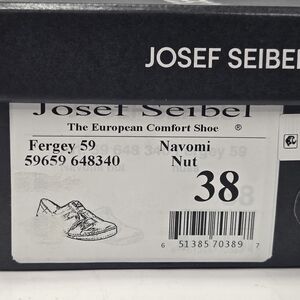 JOSEF SEIBEL
Josef Seibel
The European Comfort Shoe ®
Fergey 59 Navomi
59659 648340 Nut
38
6 51385 70389 7